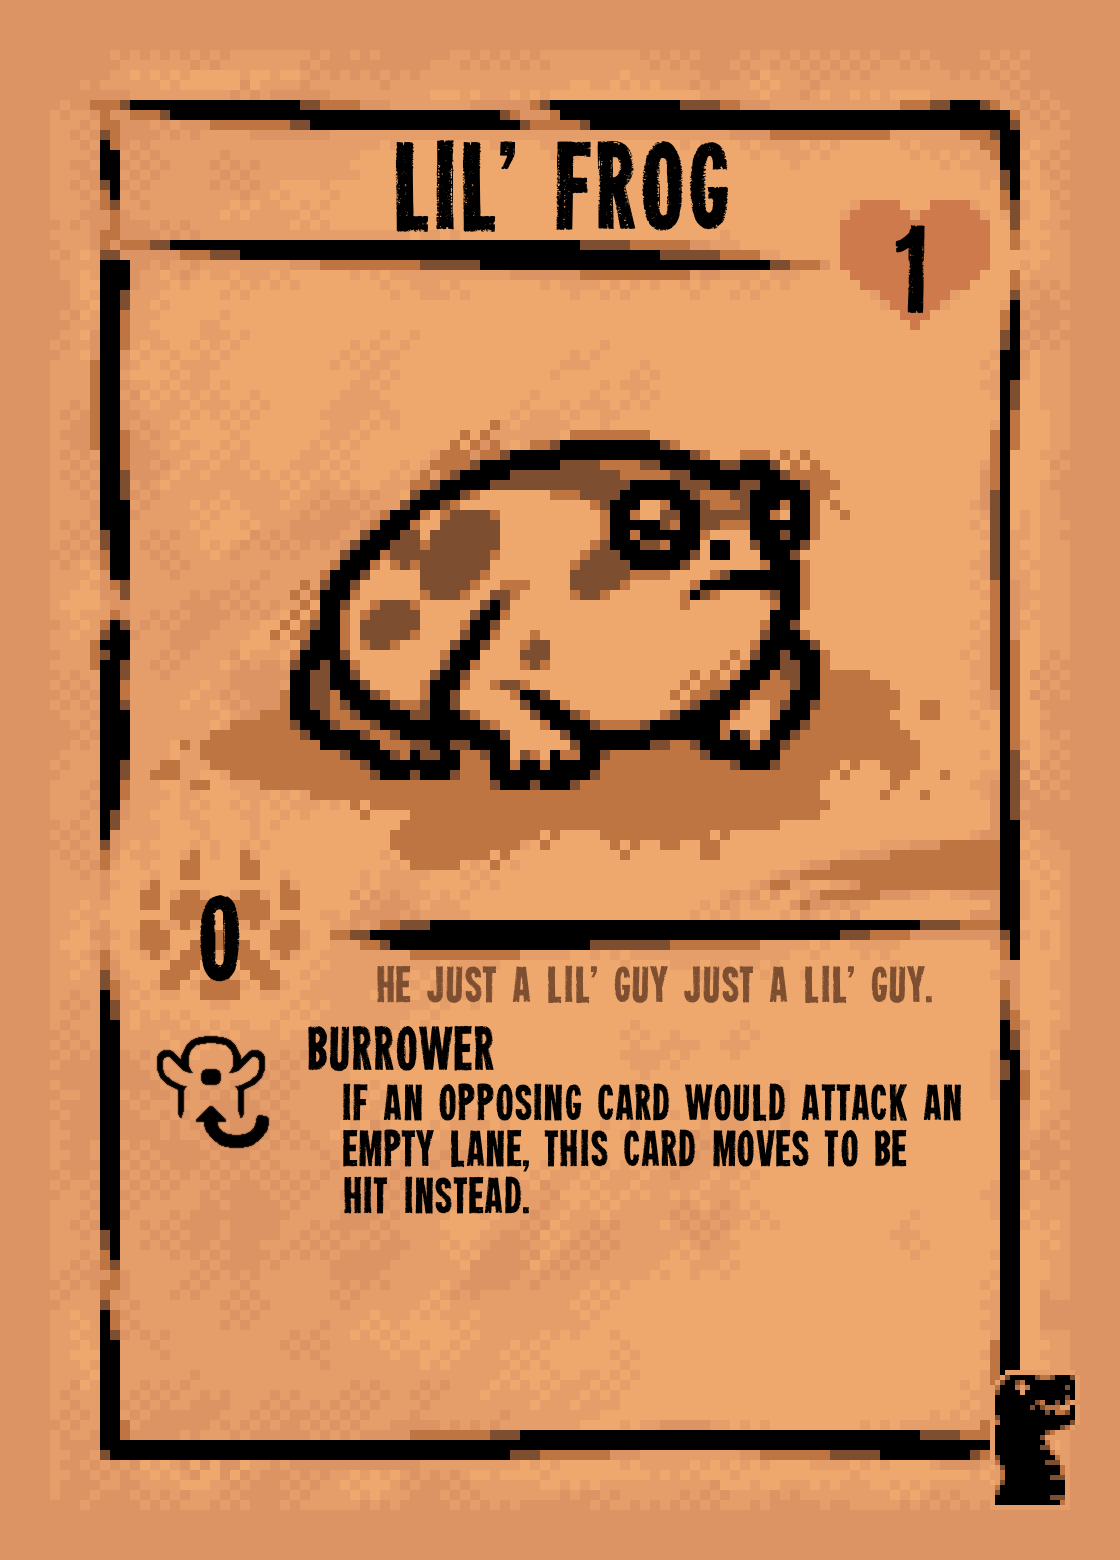 LIL' FROG
1
0
HE JUST A LIL' GUY JUST A LIL' GUY.
BURROWER
IF AN OPPOSING CARD WOULD ATTACK AN
EMPTY LANE, THIS CARD MOVES TO BE
HIT INSTEAD.